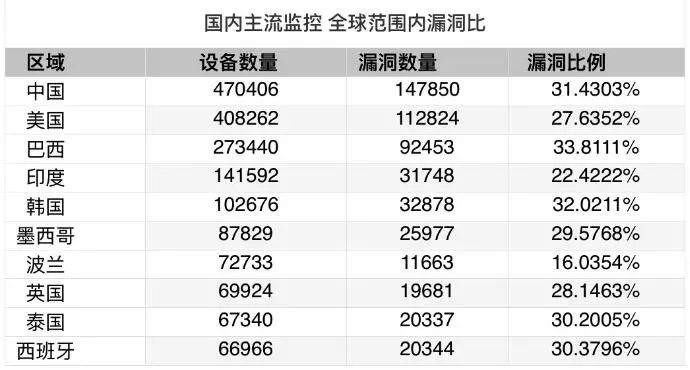 国内主流监控 全球范围内漏洞比
区域 设备数量 漏洞数量 漏洞比例
中国 470406 147850 31.4303%
美国 408262 112824 27.6352%
巴西 273440 92453 33.8111%
印度 141592 31748 22.4222%
韩国 102676 32878 32.0211%
墨西哥 87829 25977 29.5768%
波兰 72733 11663 16.0354%
英国 69924 19681 28.1463%
泰国 67340 20337 30.2005%
西班牙 66966 20344 30.3796%